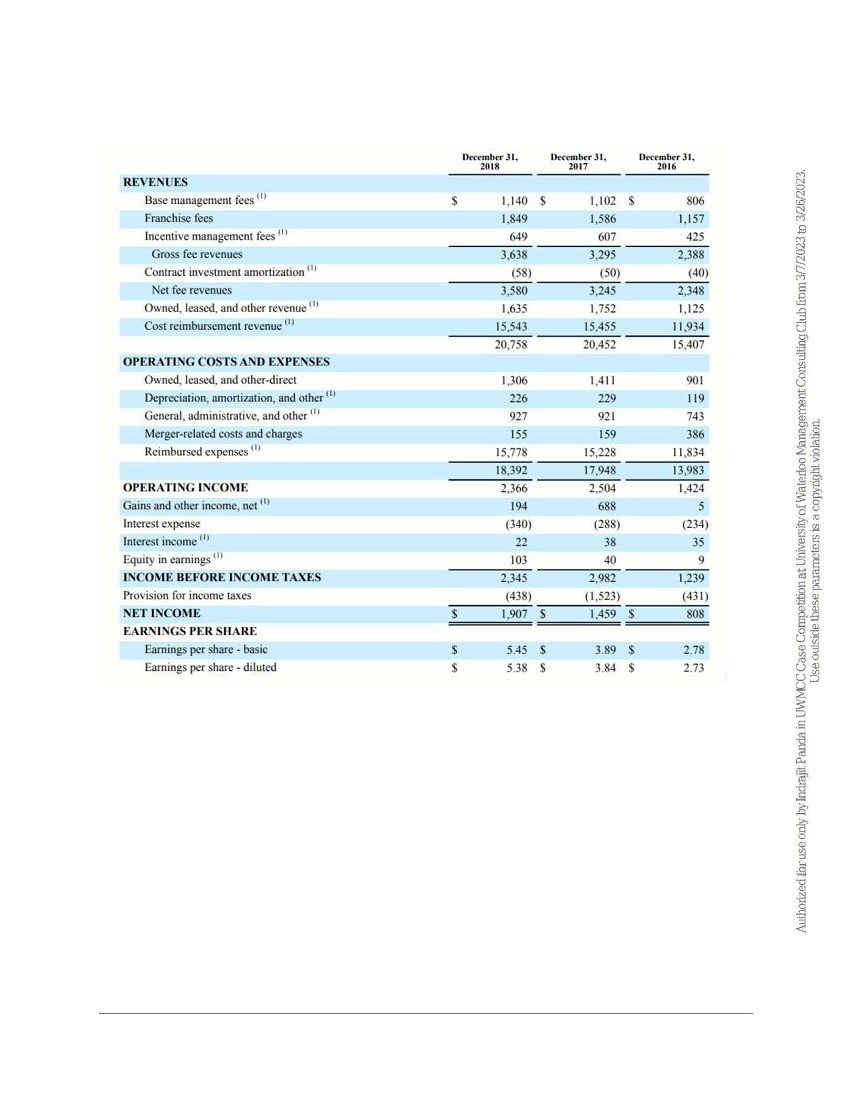 December 31, 2018 December 31, 2017 December 31, 2016
REVENUES
Base management fees (1) $ 1,140 $ 1,102 $ 806
Franchise fees 1,849 1,586 1,157
Incentive management fees (1) 649 607 425
Gross fee revenues 3,638 3,295 2,388
Contract investment amortization (1) (58) (50) (40)
Net fee revenues 3,580 3,245 2,348
Owned, leased, and other revenue (1) 1,635 1,752 1,125
Cost reimbursement revenue (1) 15,543 15,455 11,934
20,758 20,452 15,407
OPERATING COSTS AND EXPENSES
Owned, leased, and other-direct 1,306 1,411 901
Depreciation, amortization, and other (1) 226 229 119
General, administrative, and other (1) 927 921 743
Merger-related costs and charges 155 159 386
Reimbursed expenses (1) 15,778 15,228 11,834
18,392 17,948 13,983
OPERATING INCOME 2,366 2,504 1,424
Gains and other income, net (1) 194 688 5
Interest expense (340) (288) (234)
Interest income (1) 22 38 35
Equity in earnings (1) 103 40 9
INCOME BEFORE INCOME TAXES 2,345 2,982 1,239
Provision for income taxes (438) (1,523) (431)
NET INCOME $ 1,907 $ 1,459 $ 808
EARNINGS PER SHARE
Earnings per share - basic $ 5.45 $ 3.89 $ 2.78
Earnings per share - diluted $ 5.38 $ 3.84 $ 2.73
Authorized for use only by Indrajit Panda in UWMCC Case Competition at University of Waterloo Management Consulting Club from 3/7/2023 to 3/26/2023.
Use outside these parameters is a copyright violation.